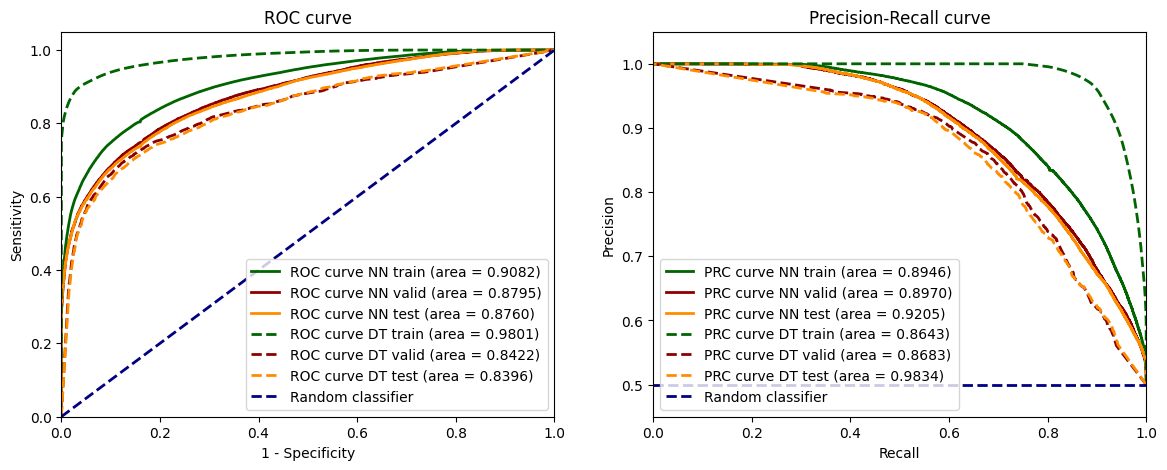 ROC curve
Sensitivity
1.0
0.8
0.6
0.4
0.2
0.0
ROC curve NN train (area = 0.9082)
ROC curve NN valid (area = 0.8795)
ROC curve NN test (area = 0.8760)
ROC curve DT train (area = 0.9801)
ROC curve DT valid (area = 0.8422)
ROC curve DT test (area = 0.8396)
Random classifier
0.0 0.2 0.4 0.6 0.8 1.0
1 - Specificity
Precision-Recall curve
Precision
1.0
0.9
0.8
0.7
0.6
0.5
PRC curve NN train (area = 0.8946)
PRC curve NN valid (area = 0.8970)
PRC curve NN test (area = 0.9205)
PRC curve DT train (area = 0.8643)
PRC curve DT valid (area = 0.8683)
PRC curve DT test (area = 0.9834)
Random classifier
0.0 0.2 0.4 0.6 0.8 1.0
Recall